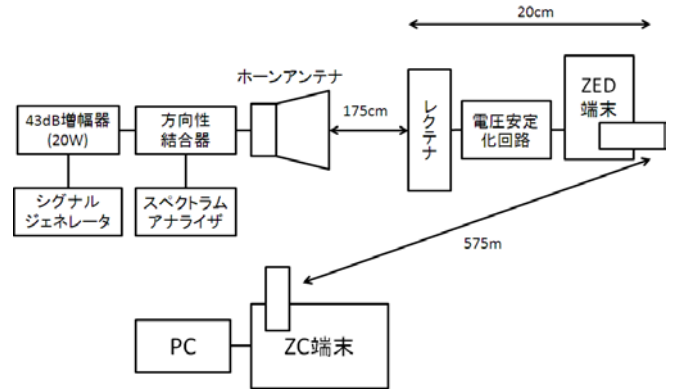 20cm
ホーンアンテナ
175cm
43dB増幅器
(20W)
方向性
結合器
レクテナ
電圧安定
化回路
ZED
端末
シグナル
ジェネレータ
スペクトラム
アナライザ
575m
PC
ZC端末